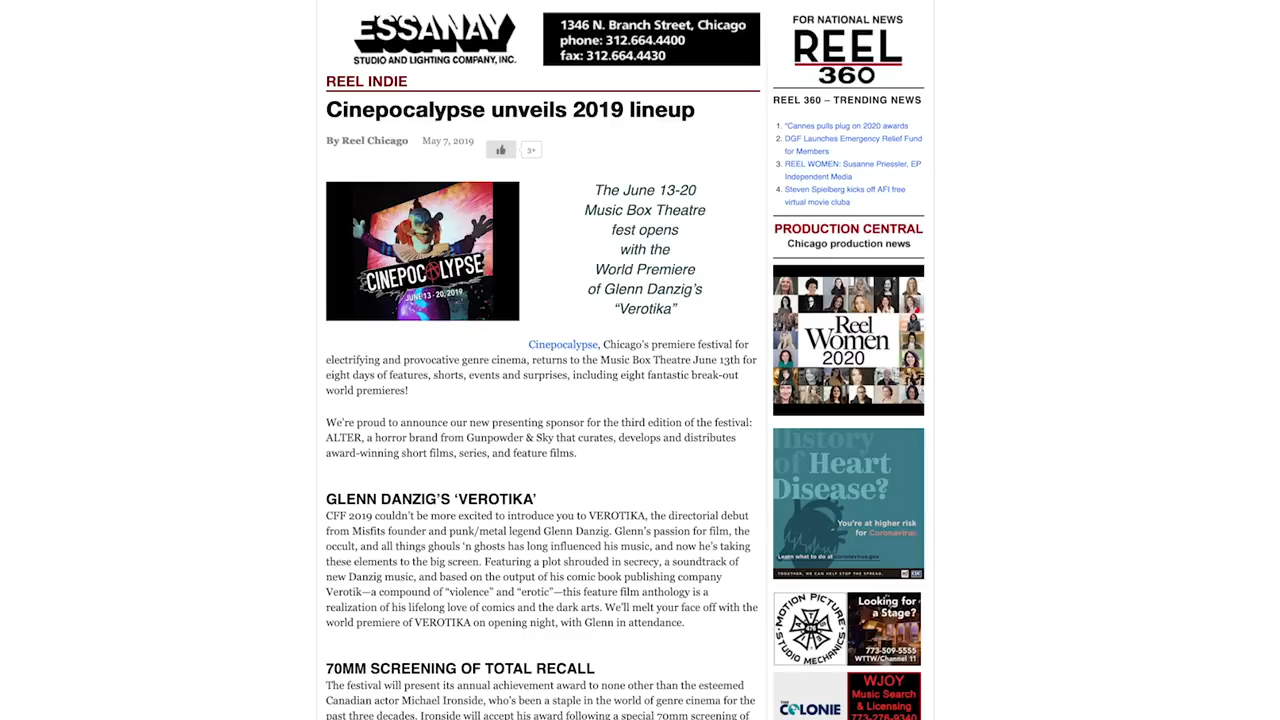 ESSANAY
STUDIO AND LIGHTING COMPANY, INC.
1346 N. Branch Street, Chicago
phone: 312.664.4400
fax: 312.664.4430
REEL INDIE
Cinepocalypse unveils 2019 lineup
By Reel Chicago May 7, 2019
3+
CINEPOCALYPSE
JUNE 13-20, 2019
The June 13-20
Music Box Theatre
fest opens
with the
World Premiere
of Glenn Danzig's
"Verotika"
Cinepocalypse, Chicago's premiere festival for
electrifying and provocative genre cinema, returns to the Music Box Theatre June 13th for
eight days of features, shorts, events and surprises, including eight fantastic break-out
world premieres!
We're proud to announce our new presenting sponsor for the third edition of the festival:
ALTER, a horror brand from Gunpowder & Sky that curates, develops and distributes
award-winning short films, series, and feature films.
GLENN DANZIG'S 'VEROTIKA'
CFF 2019 couldn't be more excited to introduce you to VEROTIKA, the directorial debut
from Misfits founder and punk/metal legend Glenn Danzig. Glenn's passion for film, the
occult, and all things ghouls 'n ghosts has long influenced his music, and now he's taking
these elements to the big screen. Featuring a plot shrouded in secrecy, a soundtrack of
new Danzig music, and based on the output of his comic book publishing company
Verotik—a compound of "violence" and "erotic"—this feature film anthology is a
realization of his lifelong love of comics and the dark arts. We'll melt your face off with the
world premiere of VEROTIKA on opening night, with Glenn in attendance.
70MM SCREENING OF TOTAL RECALL
The festival will present its annual achievement award to none other than the esteemed
Canadian actor Michael Ironside, who's been a staple in the world of genre cinema for the
past three decades. Ironside will accept his award following a special 70mm screening of
FOR NATIONAL NEWS
REEL
360
REEL 360 – TRENDING NEWS
1. "Cannes pulls plug on 2020 awards
2. DGF Launches Emergency Relief Fund
for Members
3. REEL WOMEN: Susanne Priessler, EP
Independent Media
4. Steven Spielberg kicks off AFI free
virtual movie cluba
PRODUCTION CENTRAL
Chicago production news
Reel
Women
2020
History
of Heart
Disease?
You're at higher risk
for Coronavirus
Learn what to do at coronavirus.gov
TOGETHER, WE CAN HELP STOP THE SPREAD.
MOTION PICTURE
STUDIO MECHANICS
Looking for
a Stage?
773-509-5555
WTTW/Channel 11
THE
COLONIE
WJOY
Music Search
& Licensing
773-276-9340